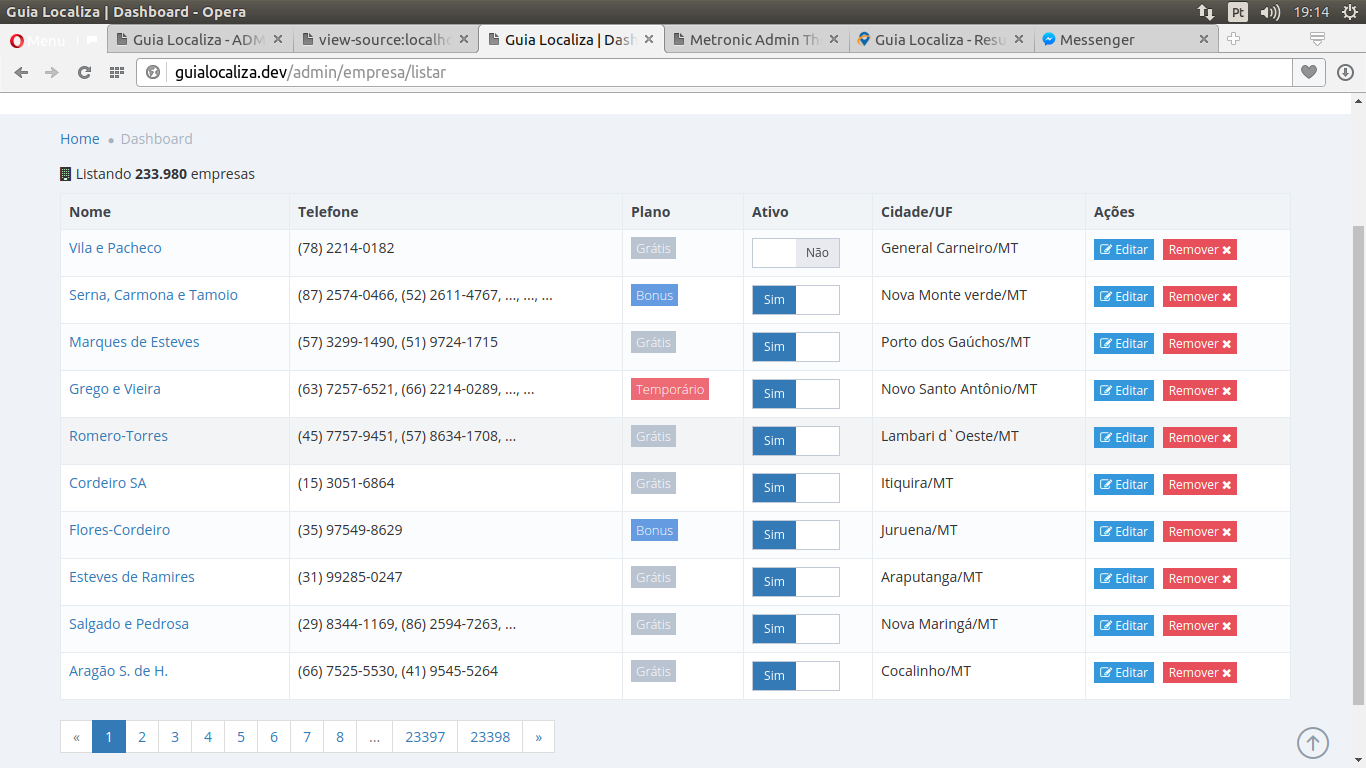 Guia Localiza | Dashboard - Opera
Pt 19:14
Menu
Guia Localiza - ADM
view-source:localh
Guia Localiza | Dash
Metronic Admin Th
Guia Localiza - Resu
Messenger
gualocaliza.dev/admin/empresa/listar
Home Dashboard
Listando 233.980 empresas
Nome Telefone Plano Ativo Cidade/UF Ações
Vila e Pacheco (78) 2214-0182 Grátis Não General Carneiro/MT Editar Remover
Serna, Carmona e Tamoio (87) 2574-0466, (52) 2611-4767, ..., ..., ... Bonus Sim Nova Monte verde/MT Editar Remover
Marques de Esteves (57) 3299-1490, (51) 9724-1715 Grátis Sim Porto dos Gaúchos/MT Editar Remover
Grego e Vieira (63) 7257-6521, (66) 2214-0289, ..., ... Temporário Sim Novo Santo Antônio/MT Editar Remover
Romero-Torres (45) 7757-9451, (57) 8634-1708, ... Grátis Sim Lambari d`Oeste/MT Editar Remover
Cordeiro SA (15) 3051-6864 Grátis Sim Itiquira/MT Editar Remover
Flores-Cordeiro (35) 97549-8629 Bonus Sim Juruena/MT Editar Remover
Esteves de Ramires (31) 99285-0247 Grátis Sim Araputanga/MT Editar Remover
Salgado e Pedrosa (29) 8344-1169, (86) 2594-7263, ... Grátis Sim Nova Maringá/MT Editar Remover
Aragão S. de H. (66) 7525-5530, (41) 9545-5264 Grátis Sim Cocalinho/MT Editar Remover
« 1 2 3 4 5 6 7 8 ... 23397 23398 »